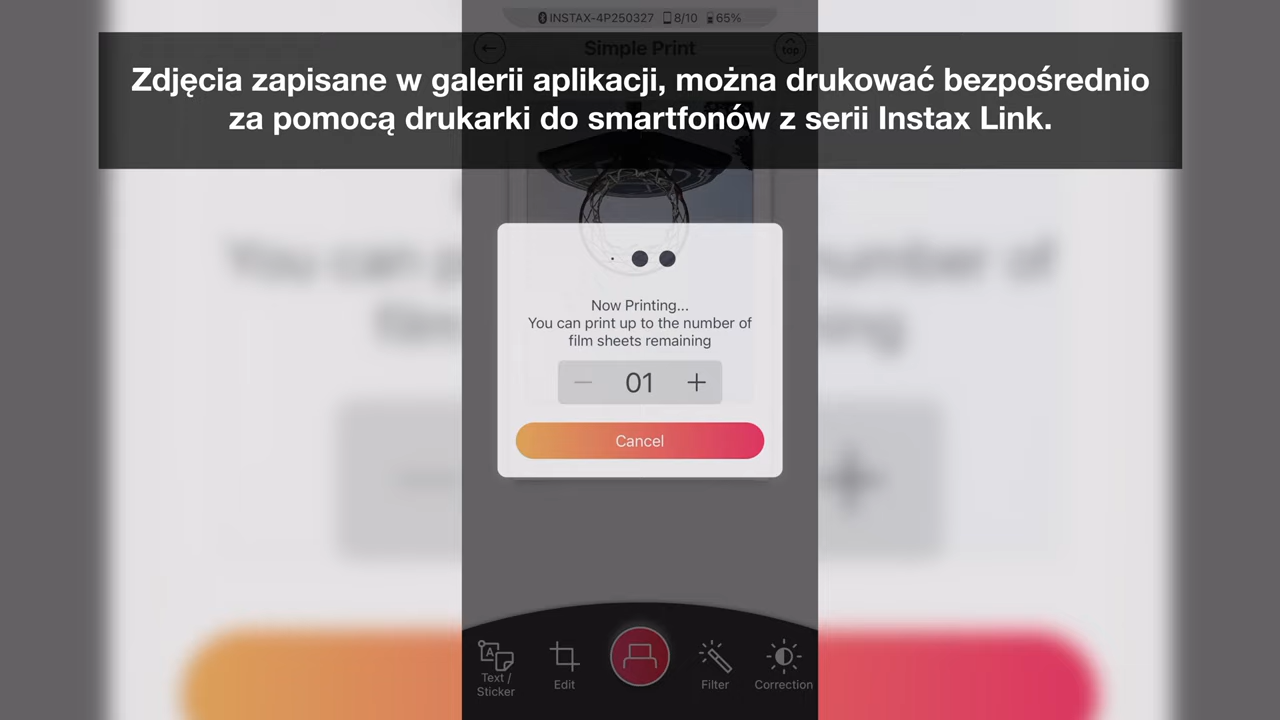 INSTAX-4P250327 8/10 65%
Simple Print
top
Zdjęcia zapisane w galerii aplikacji, można drukować bezpośrednio
za pomocą drukarki do smartfonów z serii Instax Link.
Now Printing...
You can print up to the number of
film sheets remaining
− 01 +
Cancel
Text /
Sticker
Edit
Filter
Correction